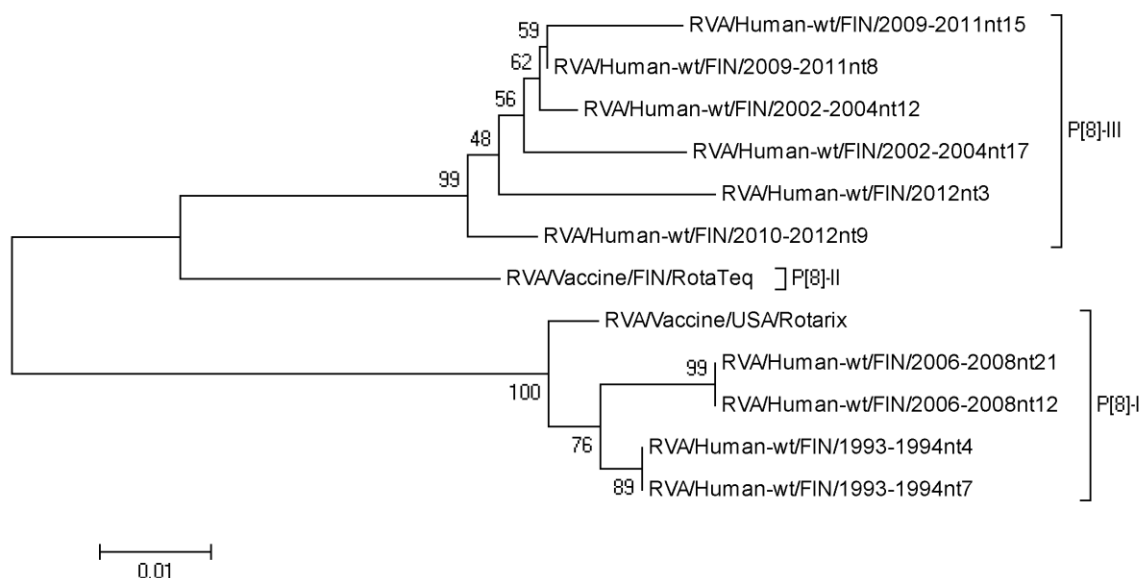 59
RVA/Human-wt/FIN/2009-2011nt15
RVA/Human-wt/FIN/2009-2011nt8
62
RVA/Human-wt/FIN/2002-2004nt12
56
RVA/Human-wt/FIN/2002-2004nt17
48
RVA/Human-wt/FIN/2012nt3
99
RVA/Human-wt/FIN/2010-2012nt9
P[8]-III
RVA/Vaccine/FIN/RotaTeq
P[8]-II
RVA/Vaccine/USA/Rotarix
100
99
RVA/Human-wt/FIN/2006-2008nt21
RVA/Human-wt/FIN/2006-2008nt12
76
RVA/Human-wt/FIN/1993-1994nt4
89
RVA/Human-wt/FIN/1993-1994nt7
P[8]-I
0.01